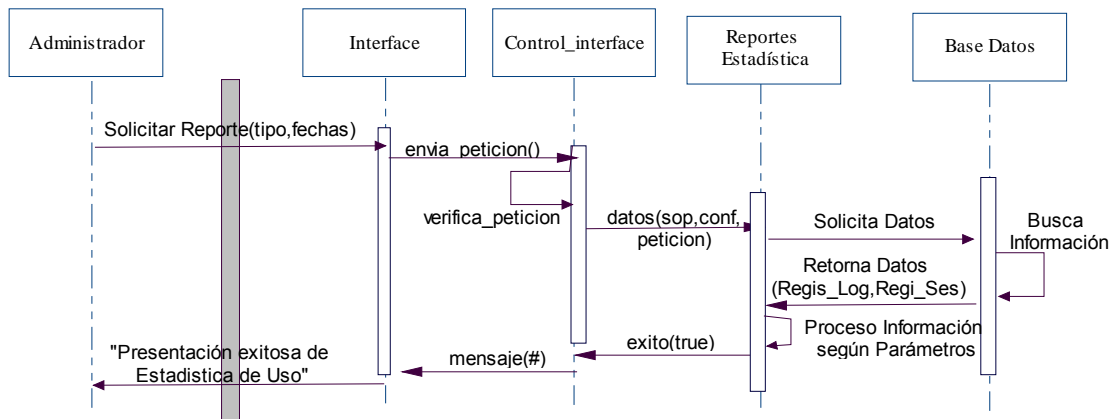 Administrador
Interface
Control_interface
Reportes
Estadística
Base Datos
Solicitar Reporte(tipo,fechas)
envia_peticion()
verifica_peticion
datos(sop,conf,
peticion)
Solicita Datos
Busca
Información
Retorna Datos
(Regis_Log,Regi_Ses)
Proceso Información
según Parámetros
exito(true)
mensaje(#)
"Presentación exitosa de
Estadistica de Uso"